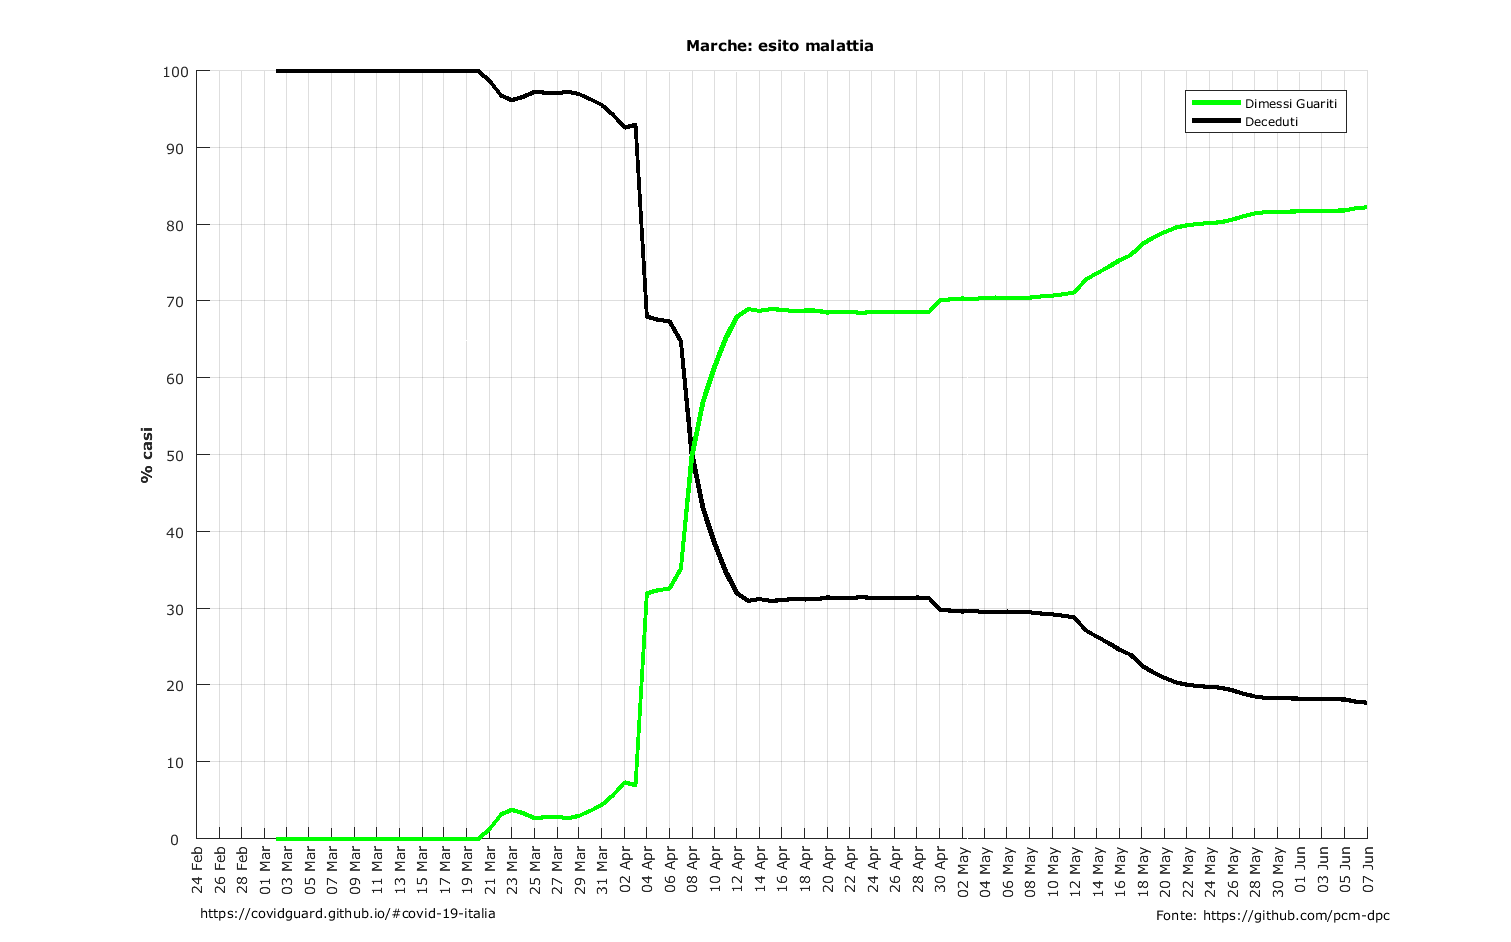 Marche: esito malattia
Dimessi Guariti
Deceduti
% casi
100
90
80
70
60
50
40
30
20
10
0
24 Feb
26 Feb
28 Feb
01 Mar
03 Mar
05 Mar
07 Mar
09 Mar
11 Mar
13 Mar
15 Mar
17 Mar
19 Mar
21 Mar
23 Mar
25 Mar
27 Mar
29 Mar
31 Mar
02 Apr
04 Apr
06 Apr
08 Apr
10 Apr
12 Apr
14 Apr
16 Apr
18 Apr
20 Apr
22 Apr
24 Apr
26 Apr
28 Apr
30 Apr
02 May
04 May
06 May
08 May
10 May
12 May
14 May
16 May
18 May
20 May
22 May
24 May
26 May
28 May
30 May
01 Jun
03 Jun
05 Jun
07 Jun
https://covidguard.github.io/#covid-19-italia
Fonte: https://github.com/pcm-dpc